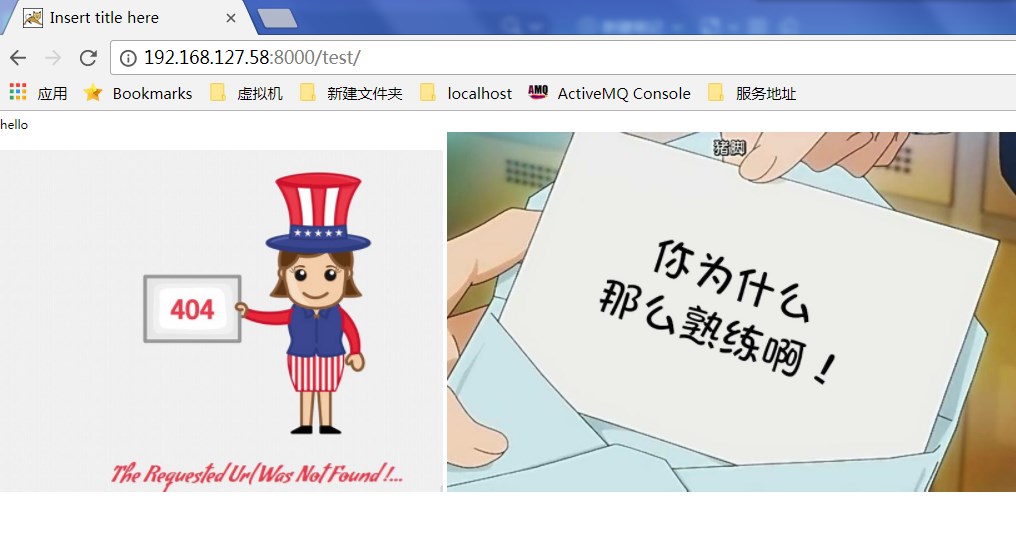 Insert title here
192.168.127.58:8000/test/
应用 Bookmarks 虚拟机 新建文件夹 localhost AMQ ActiveMQ Console 服务地址
hello
404
The Requested Url Was Not Found !...
猪脚
你为什么
那么熟练啊！